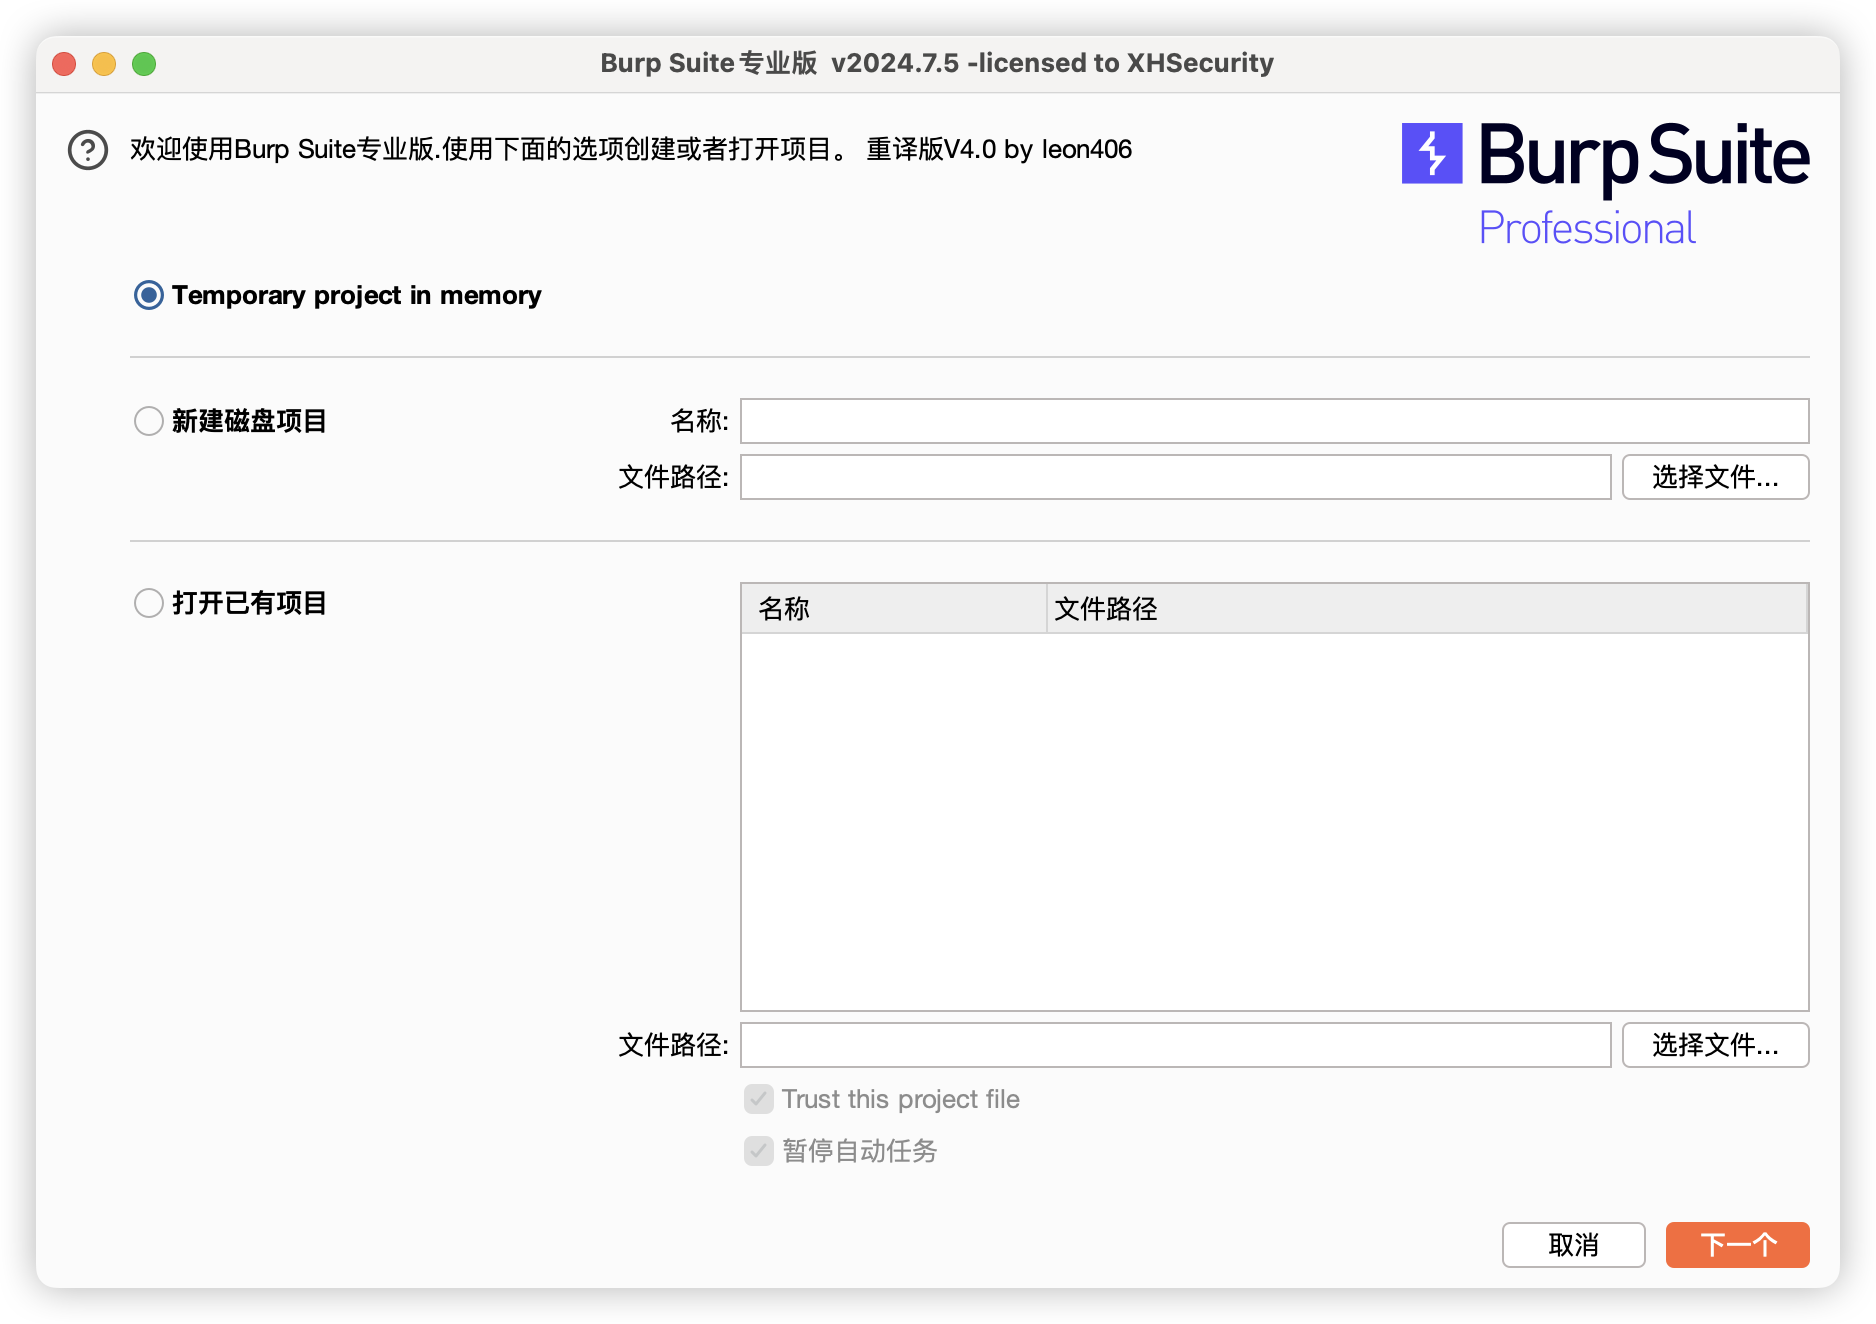 Burp Suite专业版 v2024.7.5 -licensed to XHSecurity
欢迎使用Burp Suite专业版.使用下面的选项创建或者打开项目。 重译版V4.0 by leon406
Burp Suite
Professional
Temporary project in memory
新建磁盘项目
名称:
文件路径:
选择文件...
打开已有项目
名称
文件路径
文件路径:
选择文件...
Trust this project file
暂停自动任务
取消
下一个